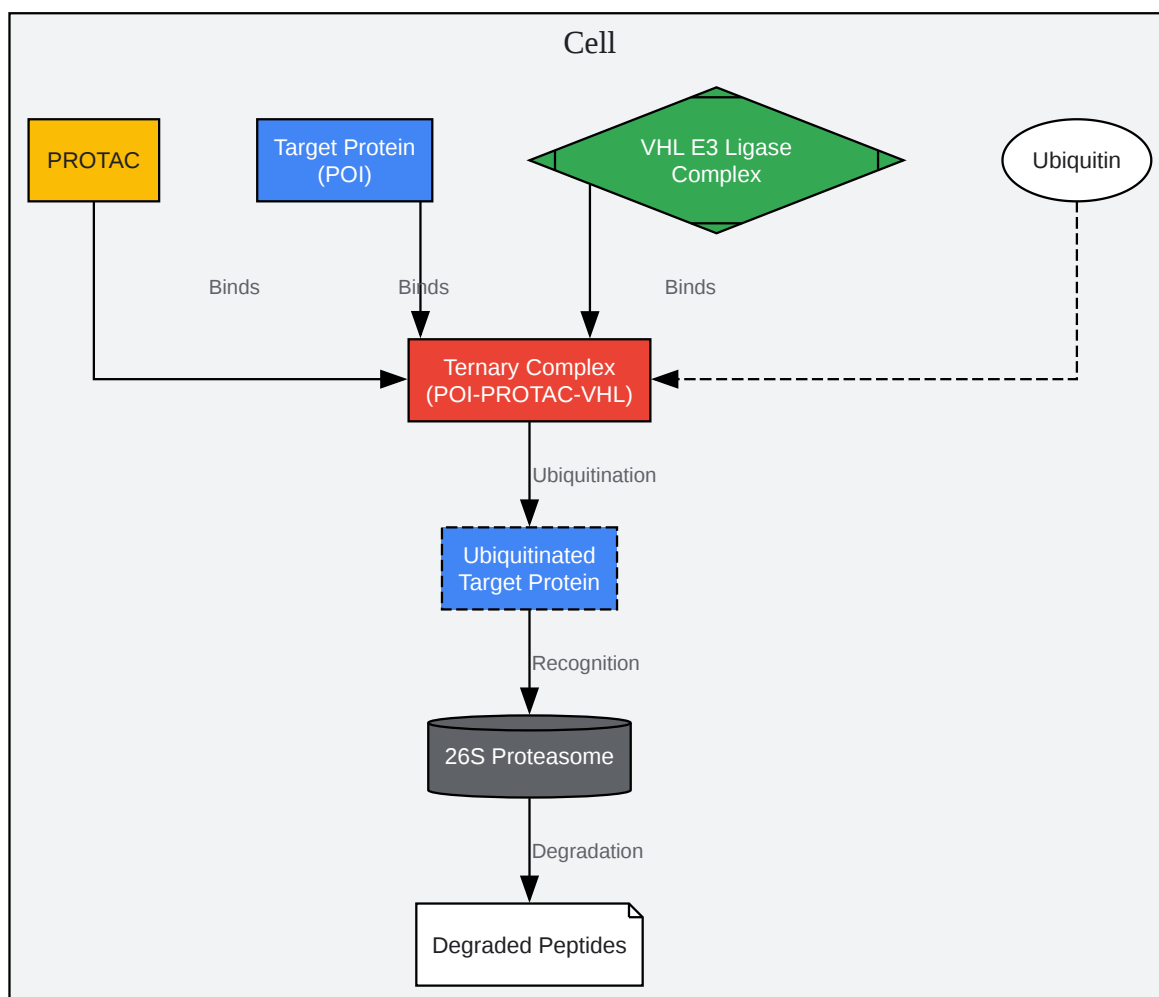 Cell
PROTAC
Target Protein
(POI)
VHL E3 Ligase
Complex
Ubiquitin
Binds
Binds
Binds
Ternary Complex
(POI-PROTAC-VHL)
Ubiquitination
Ubiquitinated
Target Protein
Recognition
26S Proteasome
Degradation
Degraded Peptides